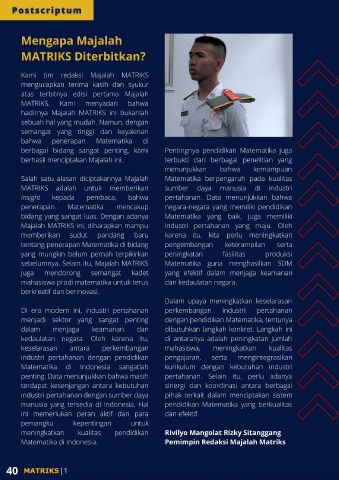 Postscriptum
Mengapa Majalah
MATRIKS Diterbitkan?
Kami tim redaksi Majalah MATRIKS
mengucapkan terima kasih dan syukur
atas terbitnya edisi pertama Majalah
MATRIKS. Kami menyadari bahwa
hadirnya Majalah MATRIKS ini bukanlah
sebuah hal yang mudah. Namun, dengan
semangat yang tinggi dan keyakinan
bahwa penerapan Matematika di
berbagai bidang sangat penting, kami
berhasil menciptakan Majalah ini.
Salah satu alasan diciptakannya Majalah
MATRIKS adalah untuk memberikan
insight kepada pembaca, bahwa
penerapan Matematika mencakup
bidang yang sangat luas. Dengan adanya
Majalah MATRIKS ini, diharapkan mampu
memberikan sudut pandang baru
tentang penerapan Matematika di bidang
yang mungkin belum pernah terpikirkan
sebelumnya. Selain itu, Majalah MATRIKS
juga mendorong semangat kadet
mahasiswa prodi matematika untuk terus
berkreatif dan berinovasi.
Di era modern ini, industri pertahanan
menjadi sektor yang sangat penting
dalam menjaga keamanan dan
kedaulatan negara. Oleh karena itu,
keselarasan antara perkembangan
industri pertahanan dengan pendidikan
Matematika di Indonesia sangatlah
penting. Data menunjukkan bahwa masih
terdapat kesenjangan antara kebutuhan
industri pertahanan dengan sumber daya
manusia yang tersedia di Indonesia. Hal
ini memerlukan peran aktif dari para
pemangku kepentingan untuk
meningkatkan kualitas pendidikan
Matematika di Indonesia.
Pentingnya pendidikan Matematika juga
terbukti dari berbagai penelitian yang
menunjukkan bahwa kemampuan
Matematika berpengaruh pada kualitas
sumber daya manusia di industri
pertahanan. Data menunjukkan bahwa
negara-negara yang memiliki pendidikan
Matematika yang baik, juga memiliki
industri pertahanan yang maju. Oleh
karena itu, kita perlu meningkatkan
pengembangan keterampilan serta
peningkatan fasilitas produksi
Matematika guna menghasilkan SDM
yang efektif dalam menjaga keamanan
dan kedaulatan negara.
Dalam upaya meningkatkan keselarasan
perkembangan industri pertahanan
dengan pendidikan Matematika, tentunya
dibutuhkan langkah konkret. Langkah ini
di antaranya adalah peningkatan jumlah
mahasiswa, meningkatkan kualitas
pengajaran, serta mengintegrasikan
kurikulum dengan kebutuhan industri
pertahanan. Selain itu, perlu adanya
sinergi dan koordinasi antara berbagai
pihak terkait dalam menciptakan sistem
pendidikan Matematika yang berkualitas
dan efektif.
Rivilyo Mangolat Rizky Sitanggang
Pemimpin Redaksi Majalah Matriks
40 MATRIKS | 1